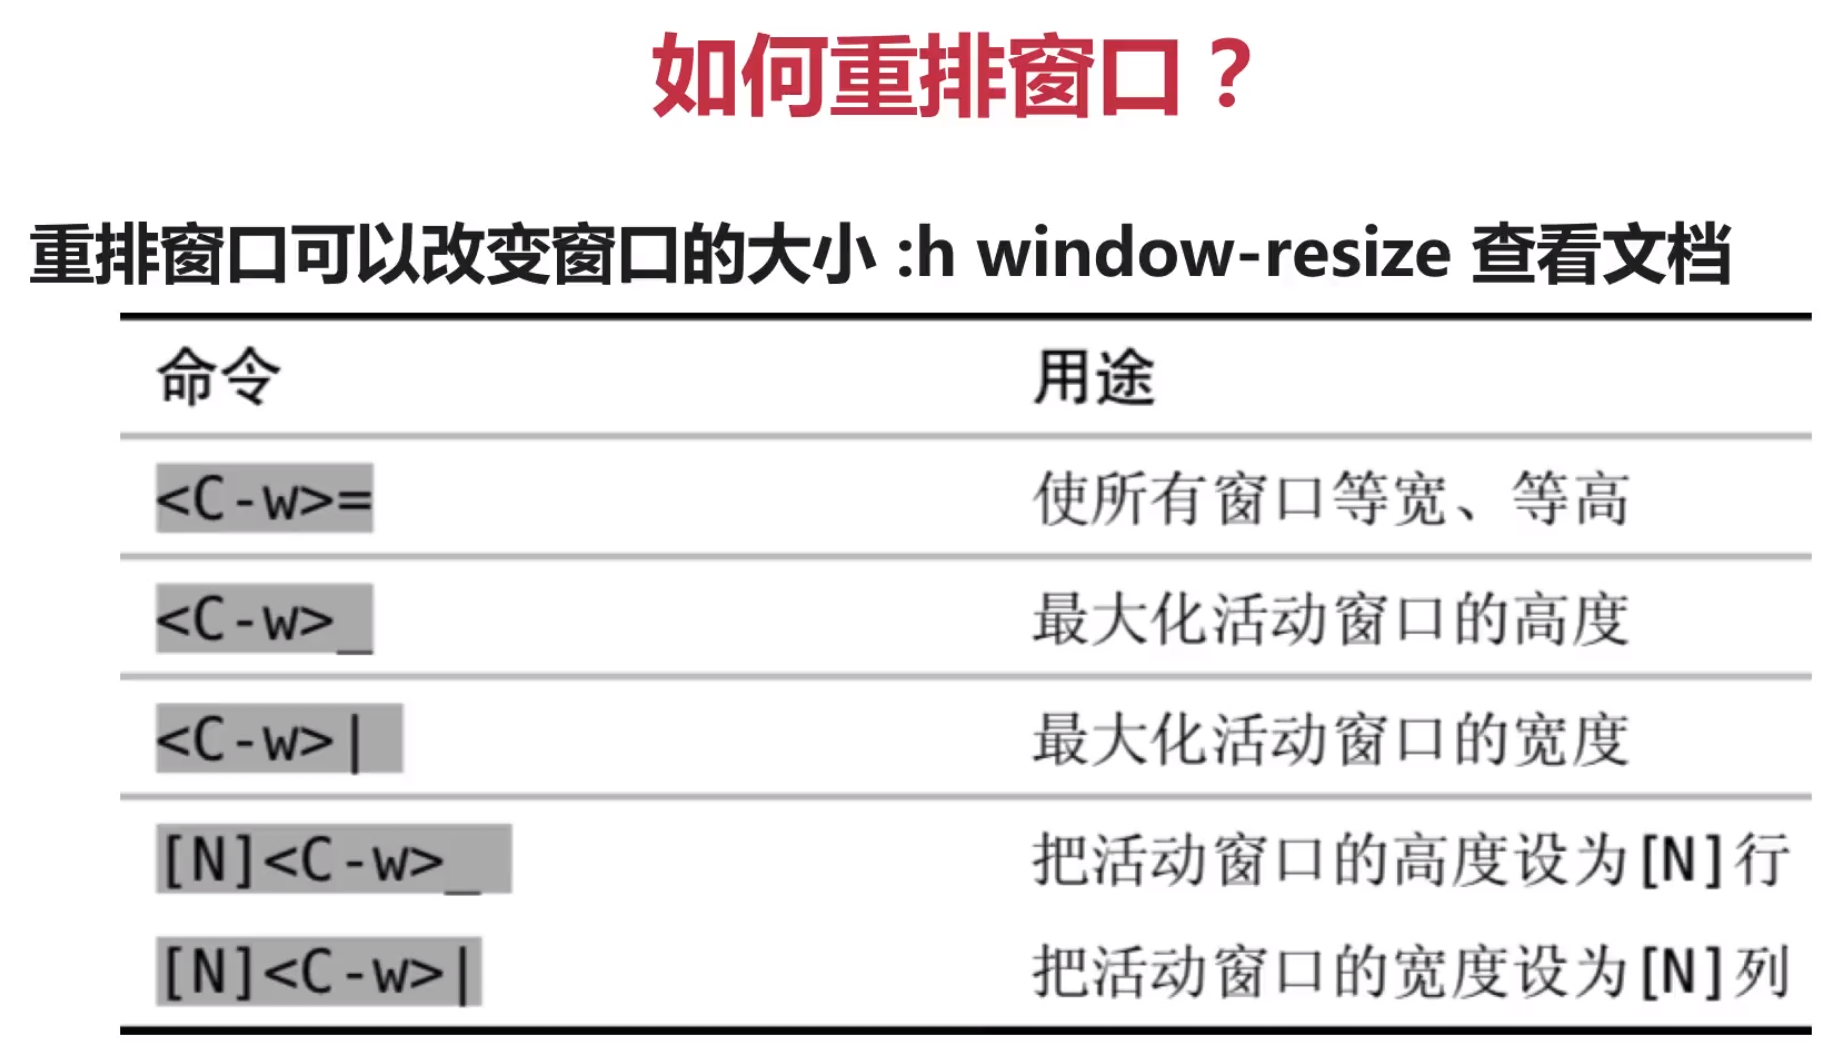 如何重排窗口？
重排窗口可以改变窗口的大小 :h window-resize 查看文档
命令 用途
<C-w>= 使所有窗口等宽、等高
<C-w>_ 最大化活动窗口的高度
<C-w>| 最大化活动窗口的宽度
[N]<C-w>_ 把活动窗口的高度设为[N]行
[N]<C-w>| 把活动窗口的宽度设为[N]列